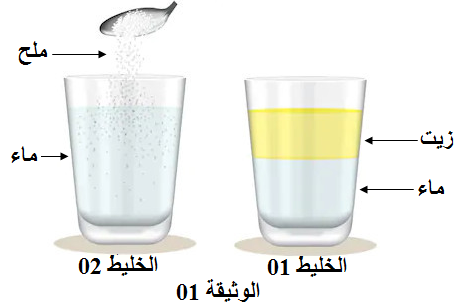 ملح
زيت
ماء
ماء
الخليط 01
الخليط 02
الوثيقة 01